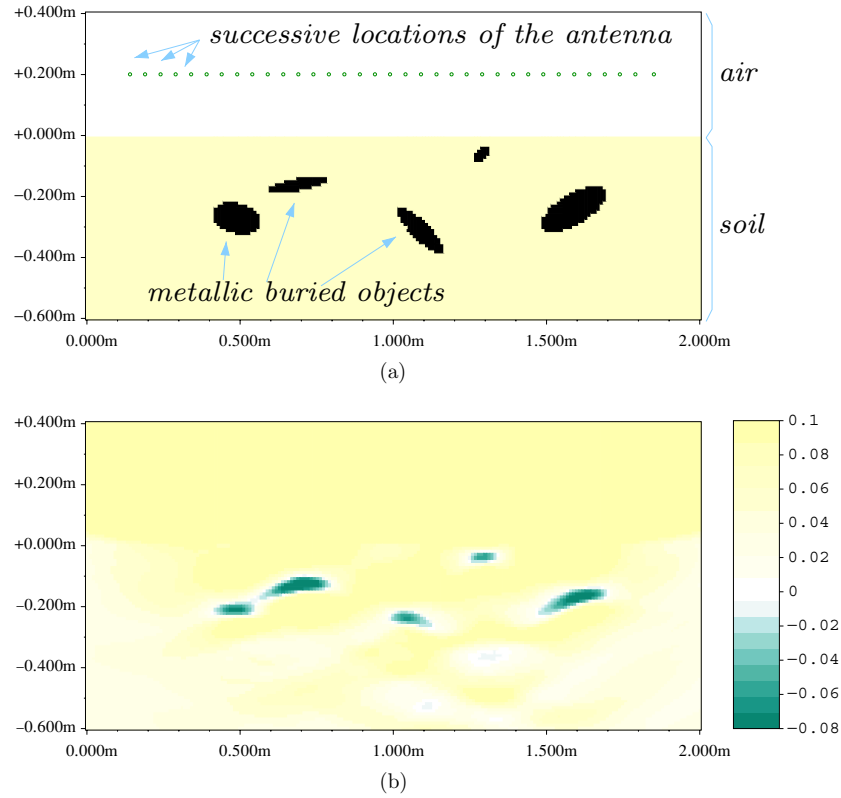 +0.400m
successive locations of the antenna
+0.200m
air
+0.000m
−0.200m
soil
−0.400m
metallic buried objects
−0.600m
0.000m 0.500m 1.000m 1.500m 2.000m
(a)
+0.400m
+0.200m
+0.000m
−0.200m
−0.400m
−0.600m
0.000m 0.500m 1.000m 1.500m 2.000m
0.1
0.08
0.06
0.04
0.02
0
−0.02
−0.04
−0.06
−0.08
(b)